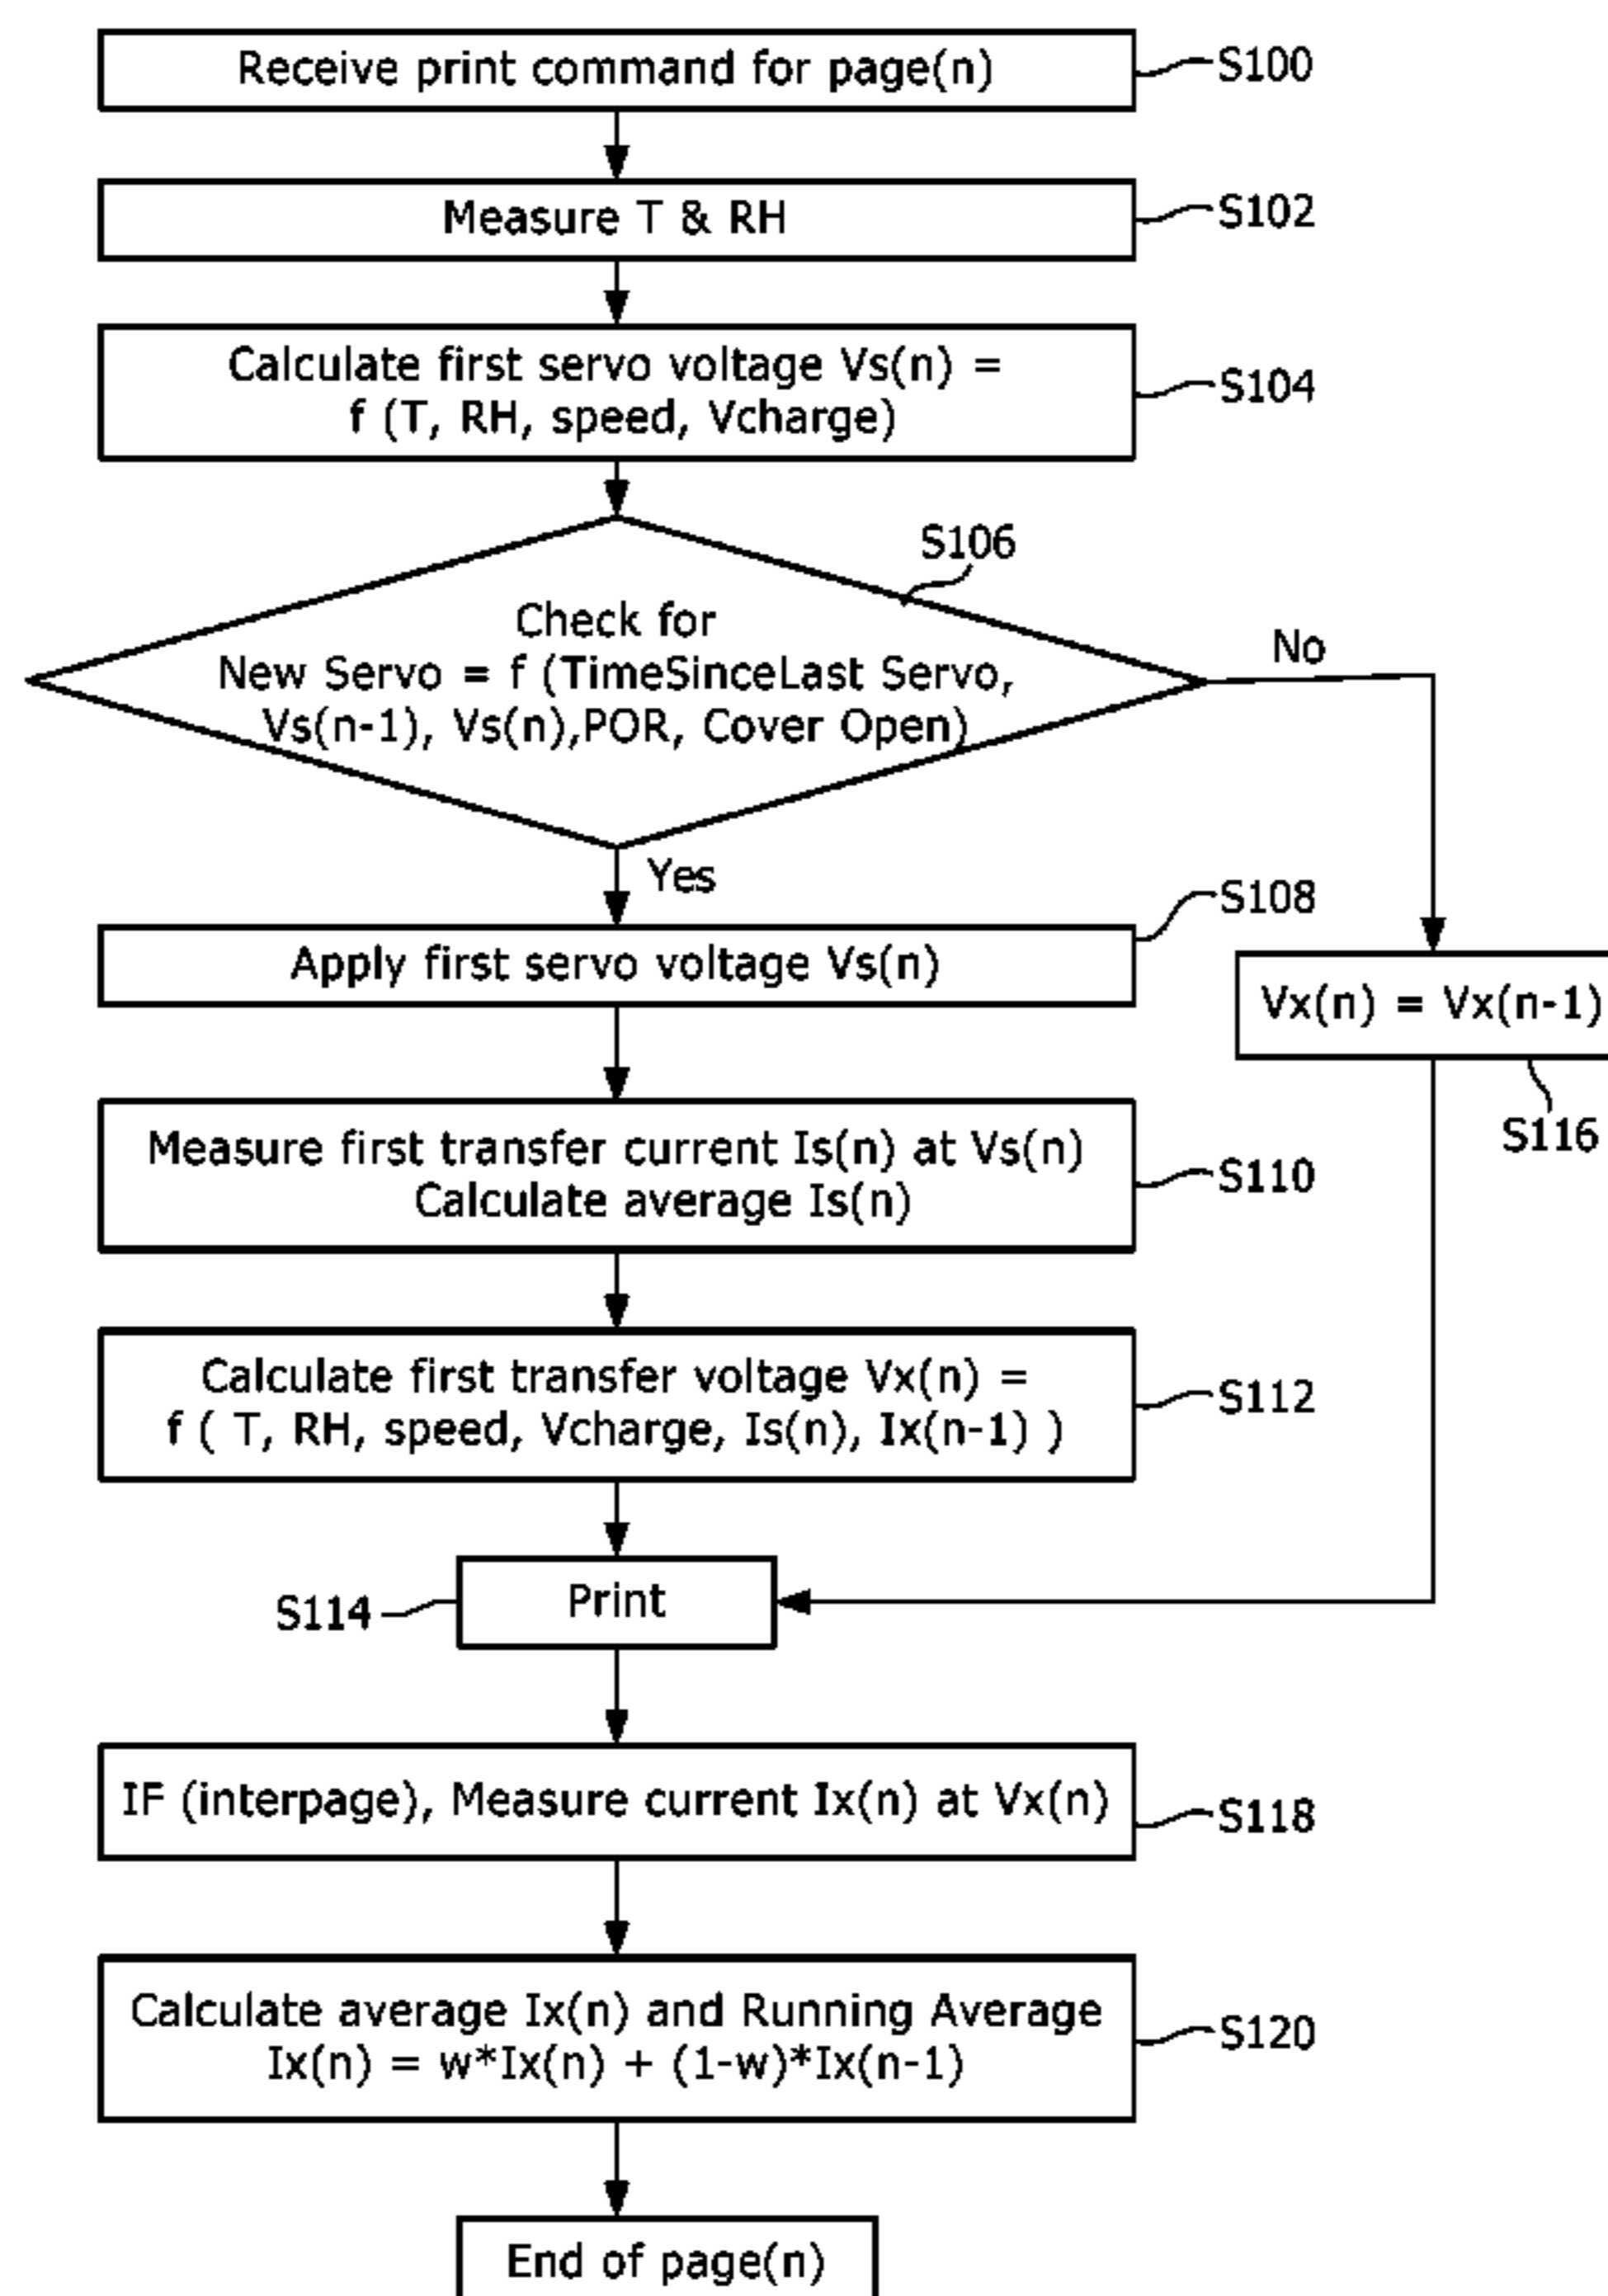 Receive print command for page(n)
S100
Measure T & RH
S102
Calculate first servo voltage Vs(n) =
f (T, RH, speed, Vcharge)
S104
S106
Check for
New Servo = f (TimeSinceLast Servo,
Vs(n-1), Vs(n),POR, Cover Open)
No
Yes
S108
Apply first servo voltage Vs(n)
Vx(n) = Vx(n-1)
S116
Measure first transfer current Is(n) at Vs(n)
Calculate average Is(n)
S110
Calculate first transfer voltage Vx(n) =
f ( T, RH, speed, Vcharge, Is(n), Ix(n-1) )
S112
Print
S114
IF (interpage), Measure current Ix(n) at Vx(n)
S118
Calculate average Ix(n) and Running Average
Ix(n) = w*Ix(n) + (1-w)*Ix(n-1)
S120
End of page(n)